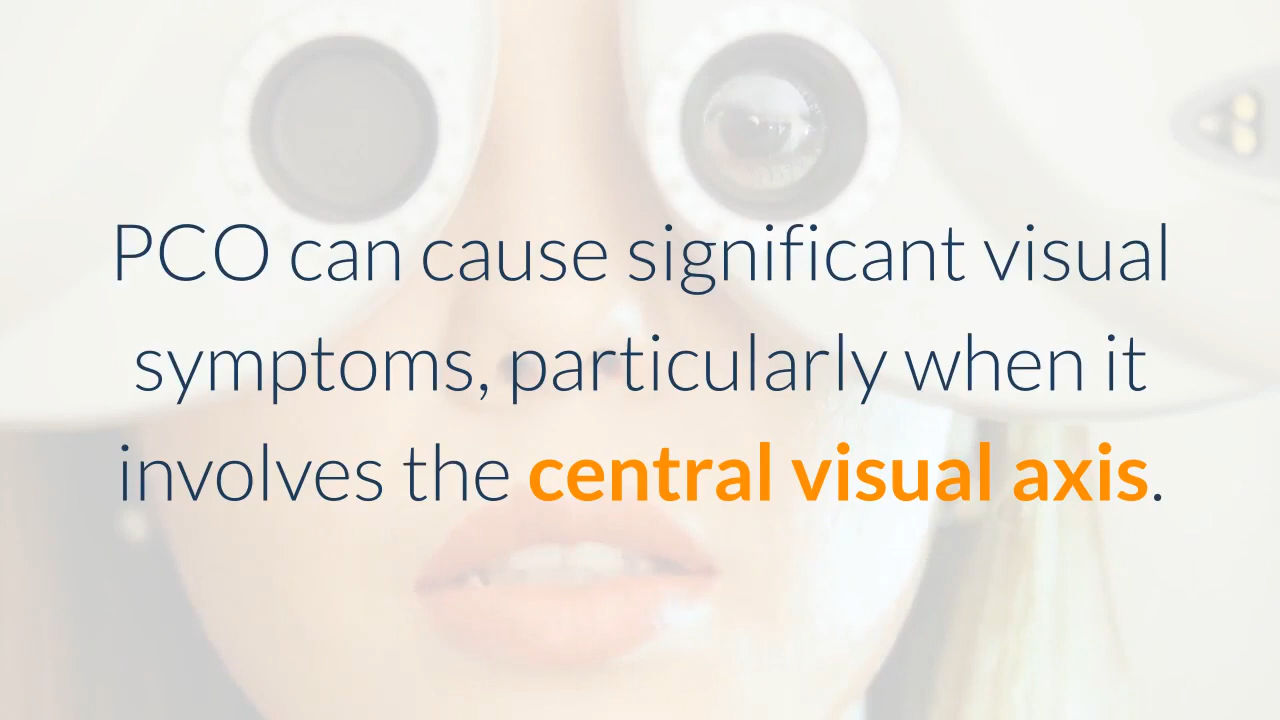 PCO can cause significant visual
symptoms, particularly when it
involves the central visual axis.